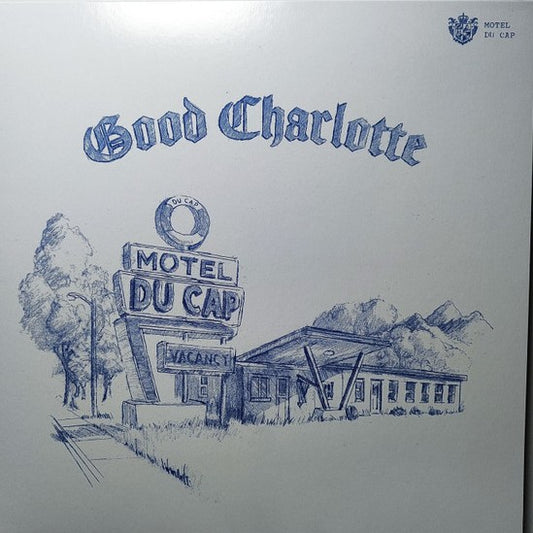 MOTEL
DU CAP
Good Charlotte
DU CAP
MOTEL
DU CAP
VACANCY